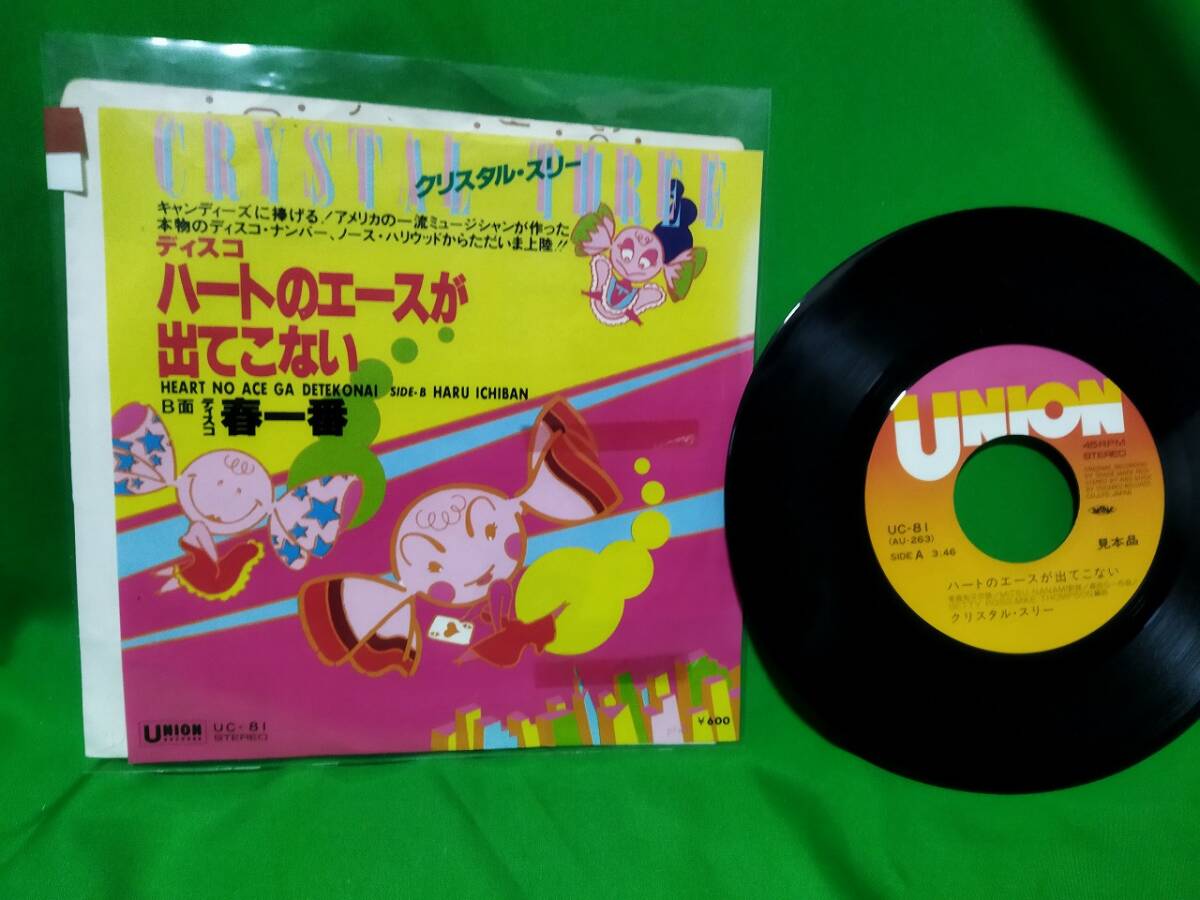 CRYSTAL THREE
クリスタル・スリー
キャンディーズに捧げる!アメリカの一流ミュージシャンが作った
本物のディスコ・ナンバー、ノース・ハリウッドからただいま上陸!!
ディスコ
ハートのエースが
出てこない
HEART NO ACE GA DETEKONAI SIDE-B HARU ICHIBAN
B面 ディスコ 春一番
UNION
RECORDS
UC-81
STEREO
¥600
UNION
45RPM
STEREO
UC-81
(AU-263)
SIDE A 3.46
見本品
ハートのエースが出てこない
クリスタル・スリー